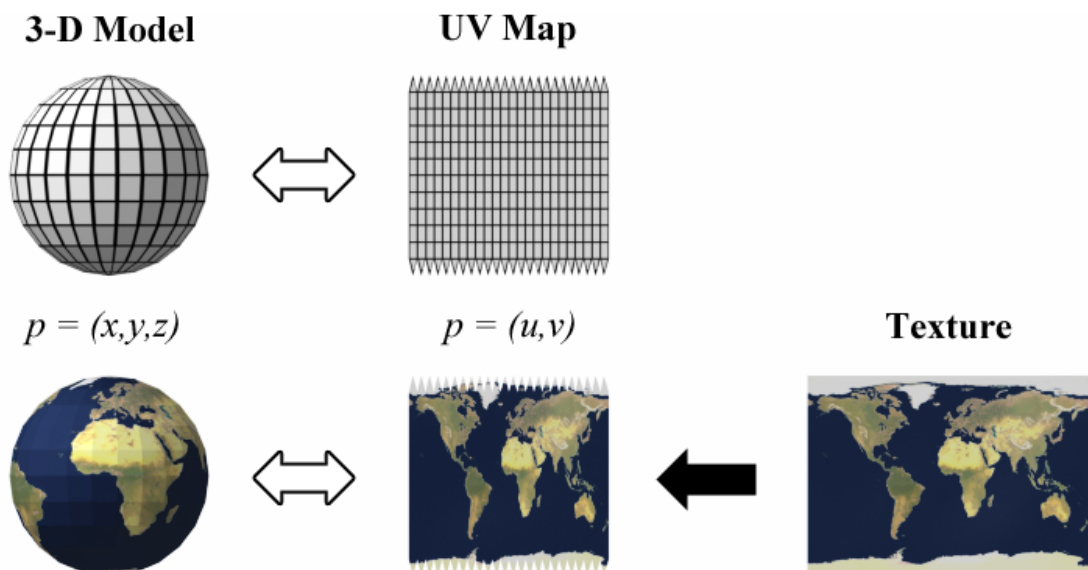 3-D Model
UV Map
p = (x,y,z)
p = (u,v)
Texture